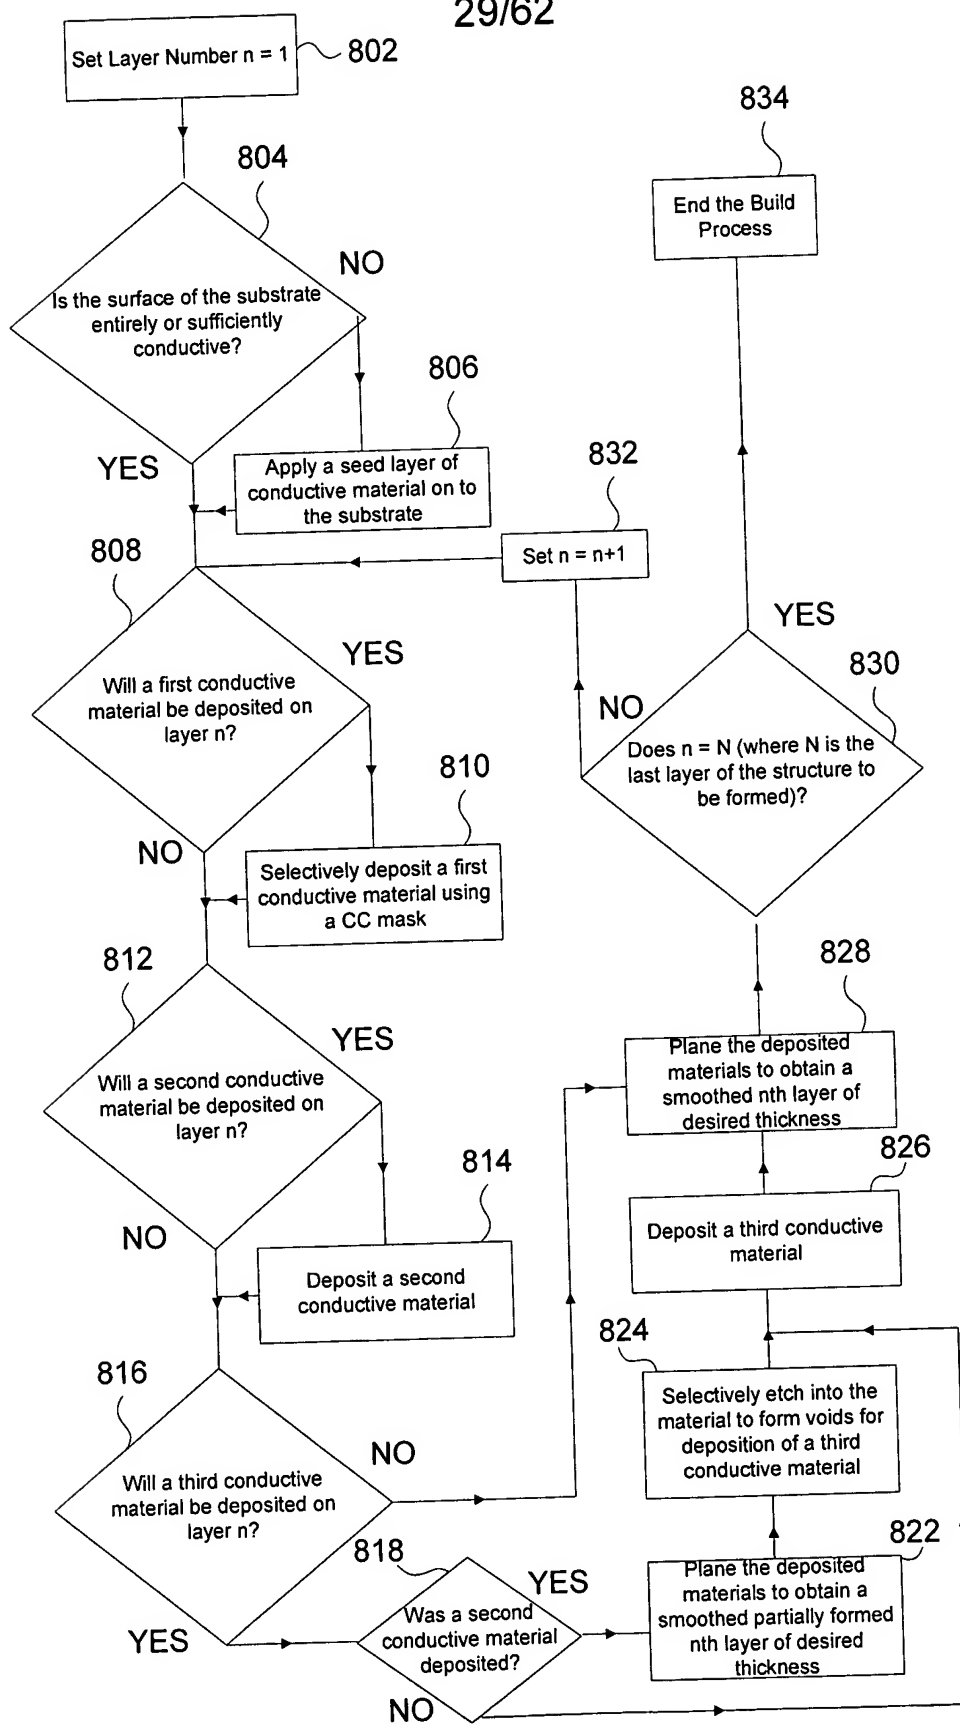 29/62
Set Layer Number n = 1
802
804
NO
Is the surface of the substrate
entirely or sufficiently
conductive?
YES
806
Apply a seed layer of
conductive material on to
the substrate
808
YES
Will a first conductive
material be deposited on
layer n?
NO
810
Selectively deposit a first
conductive material using
a CC mask
812
YES
Will a second conductive
material be deposited on
layer n?
NO
814
Deposit a second
conductive material
816
NO
Will a third conductive
material be deposited on
layer n?
YES
818
YES
Was a second
conductive material
deposited?
NO
822
Plane the deposited
materials to obtain a
smoothed partially formed
nth layer of desired
thickness
824
Selectively etch into the
material to form voids for
deposition of a third
conductive material
826
Deposit a third conductive
material
828
Plane the deposited
materials to obtain a
smoothed nth layer of
desired thickness
830
NO
YES
Does n = N (where N is the
last layer of the structure to
be formed)?
832
Set n = n+1
834
End the Build
Process